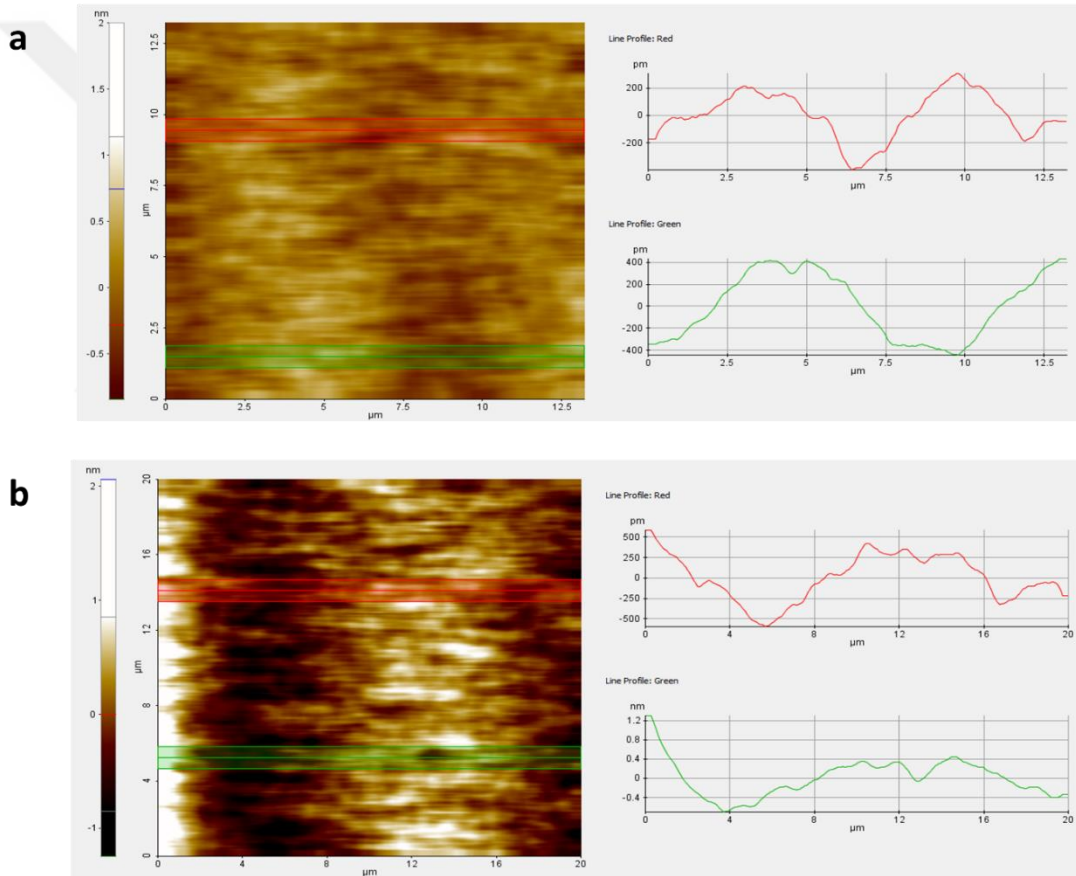 a
nm
2
1.5
1
0.5
0
-0.5
12.5
10
7.5
5
2.5
0
µm
0 2.5 5 7.5 10 12.5
µm
Line Profile: Red
pm
200
0
-200
0 2.5 5 7.5 10 12.5
µm
Line Profile: Green
pm
400
200
0
-200
-400
0 2.5 5 7.5 10 12.5
µm
b
nm
2
1
0
-1
20
16
12
8
4
0
µm
0 4 8 12 16 20
µm
Line Profile: Red
pm
500
250
0
-250
-500
0 4 8 12 16 20
µm
Line Profile: Green
nm
1.2
0.8
0.4
0
-0.4
0 4 8 12 16 20
µm